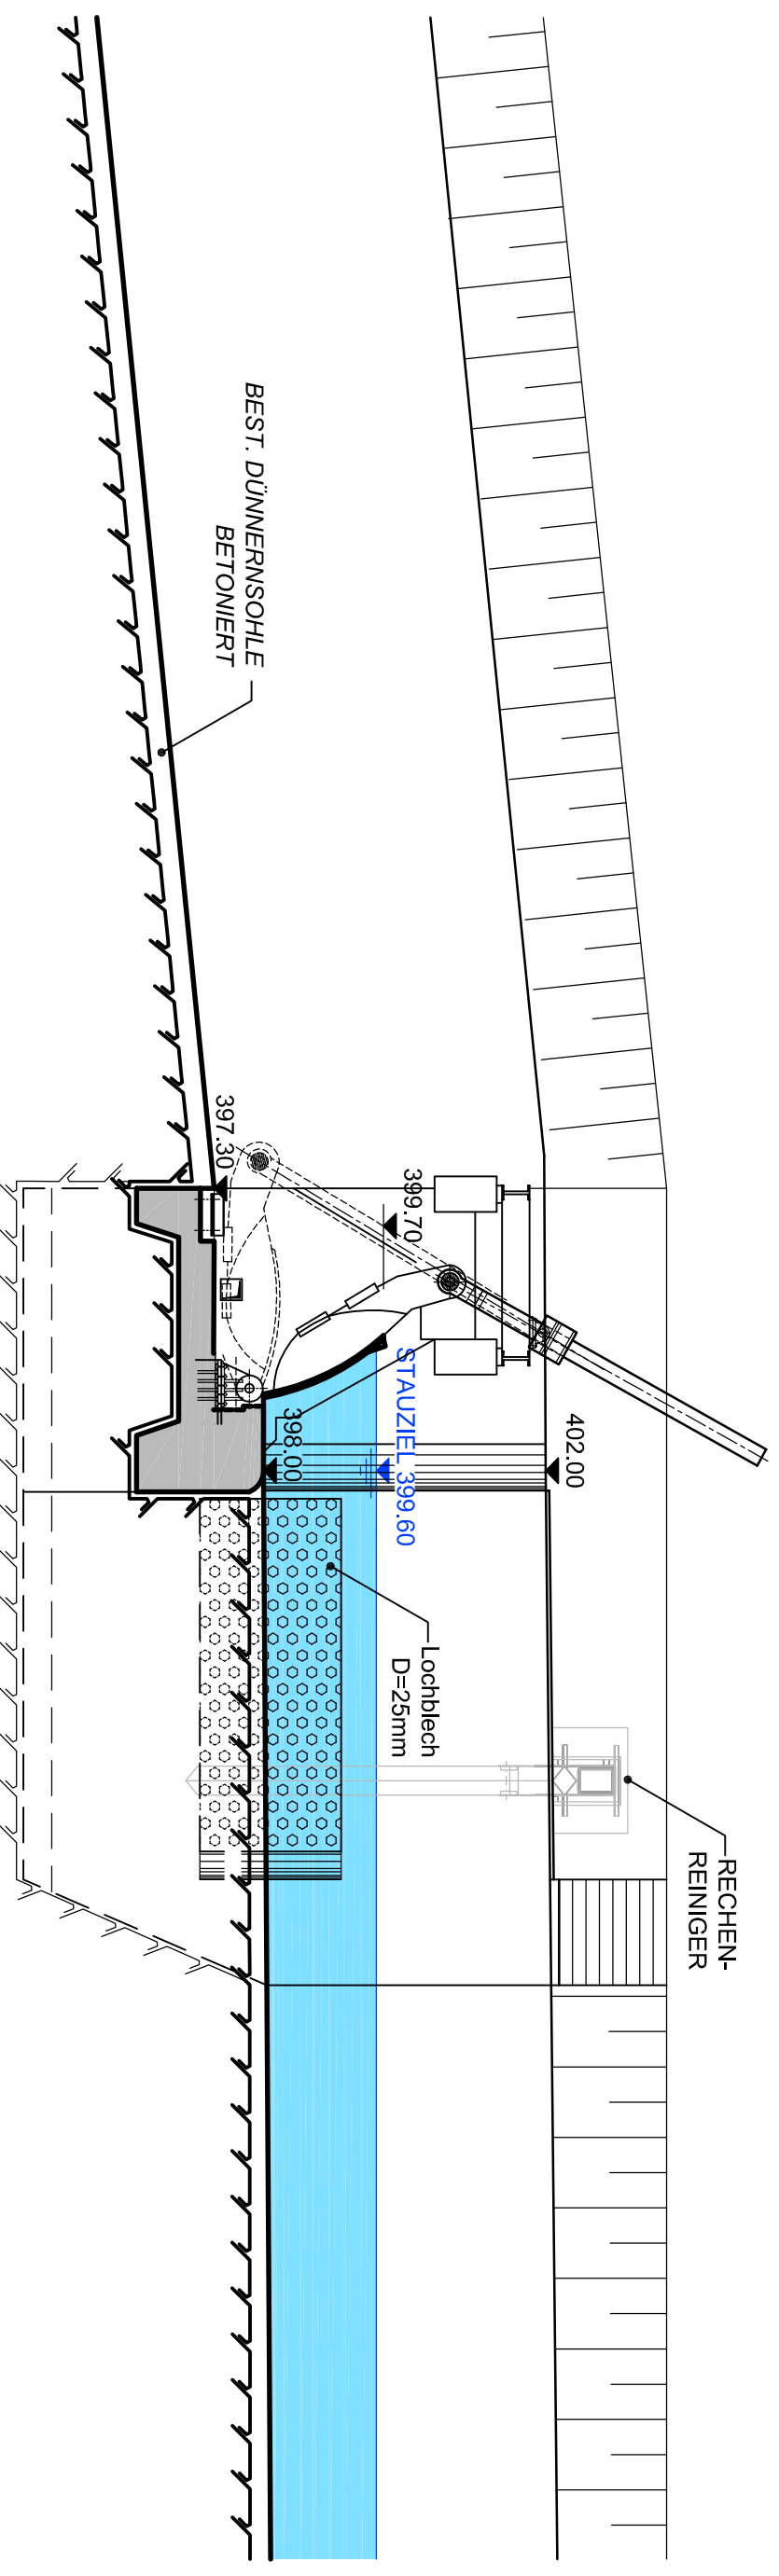 BEST. DÜNNERNSOHLE
BETONIERT
397.30
399.70
STAUZIEL 399.60
398.00
402.00
Lochblech
D=25mm
RECHEN-
REINIGER